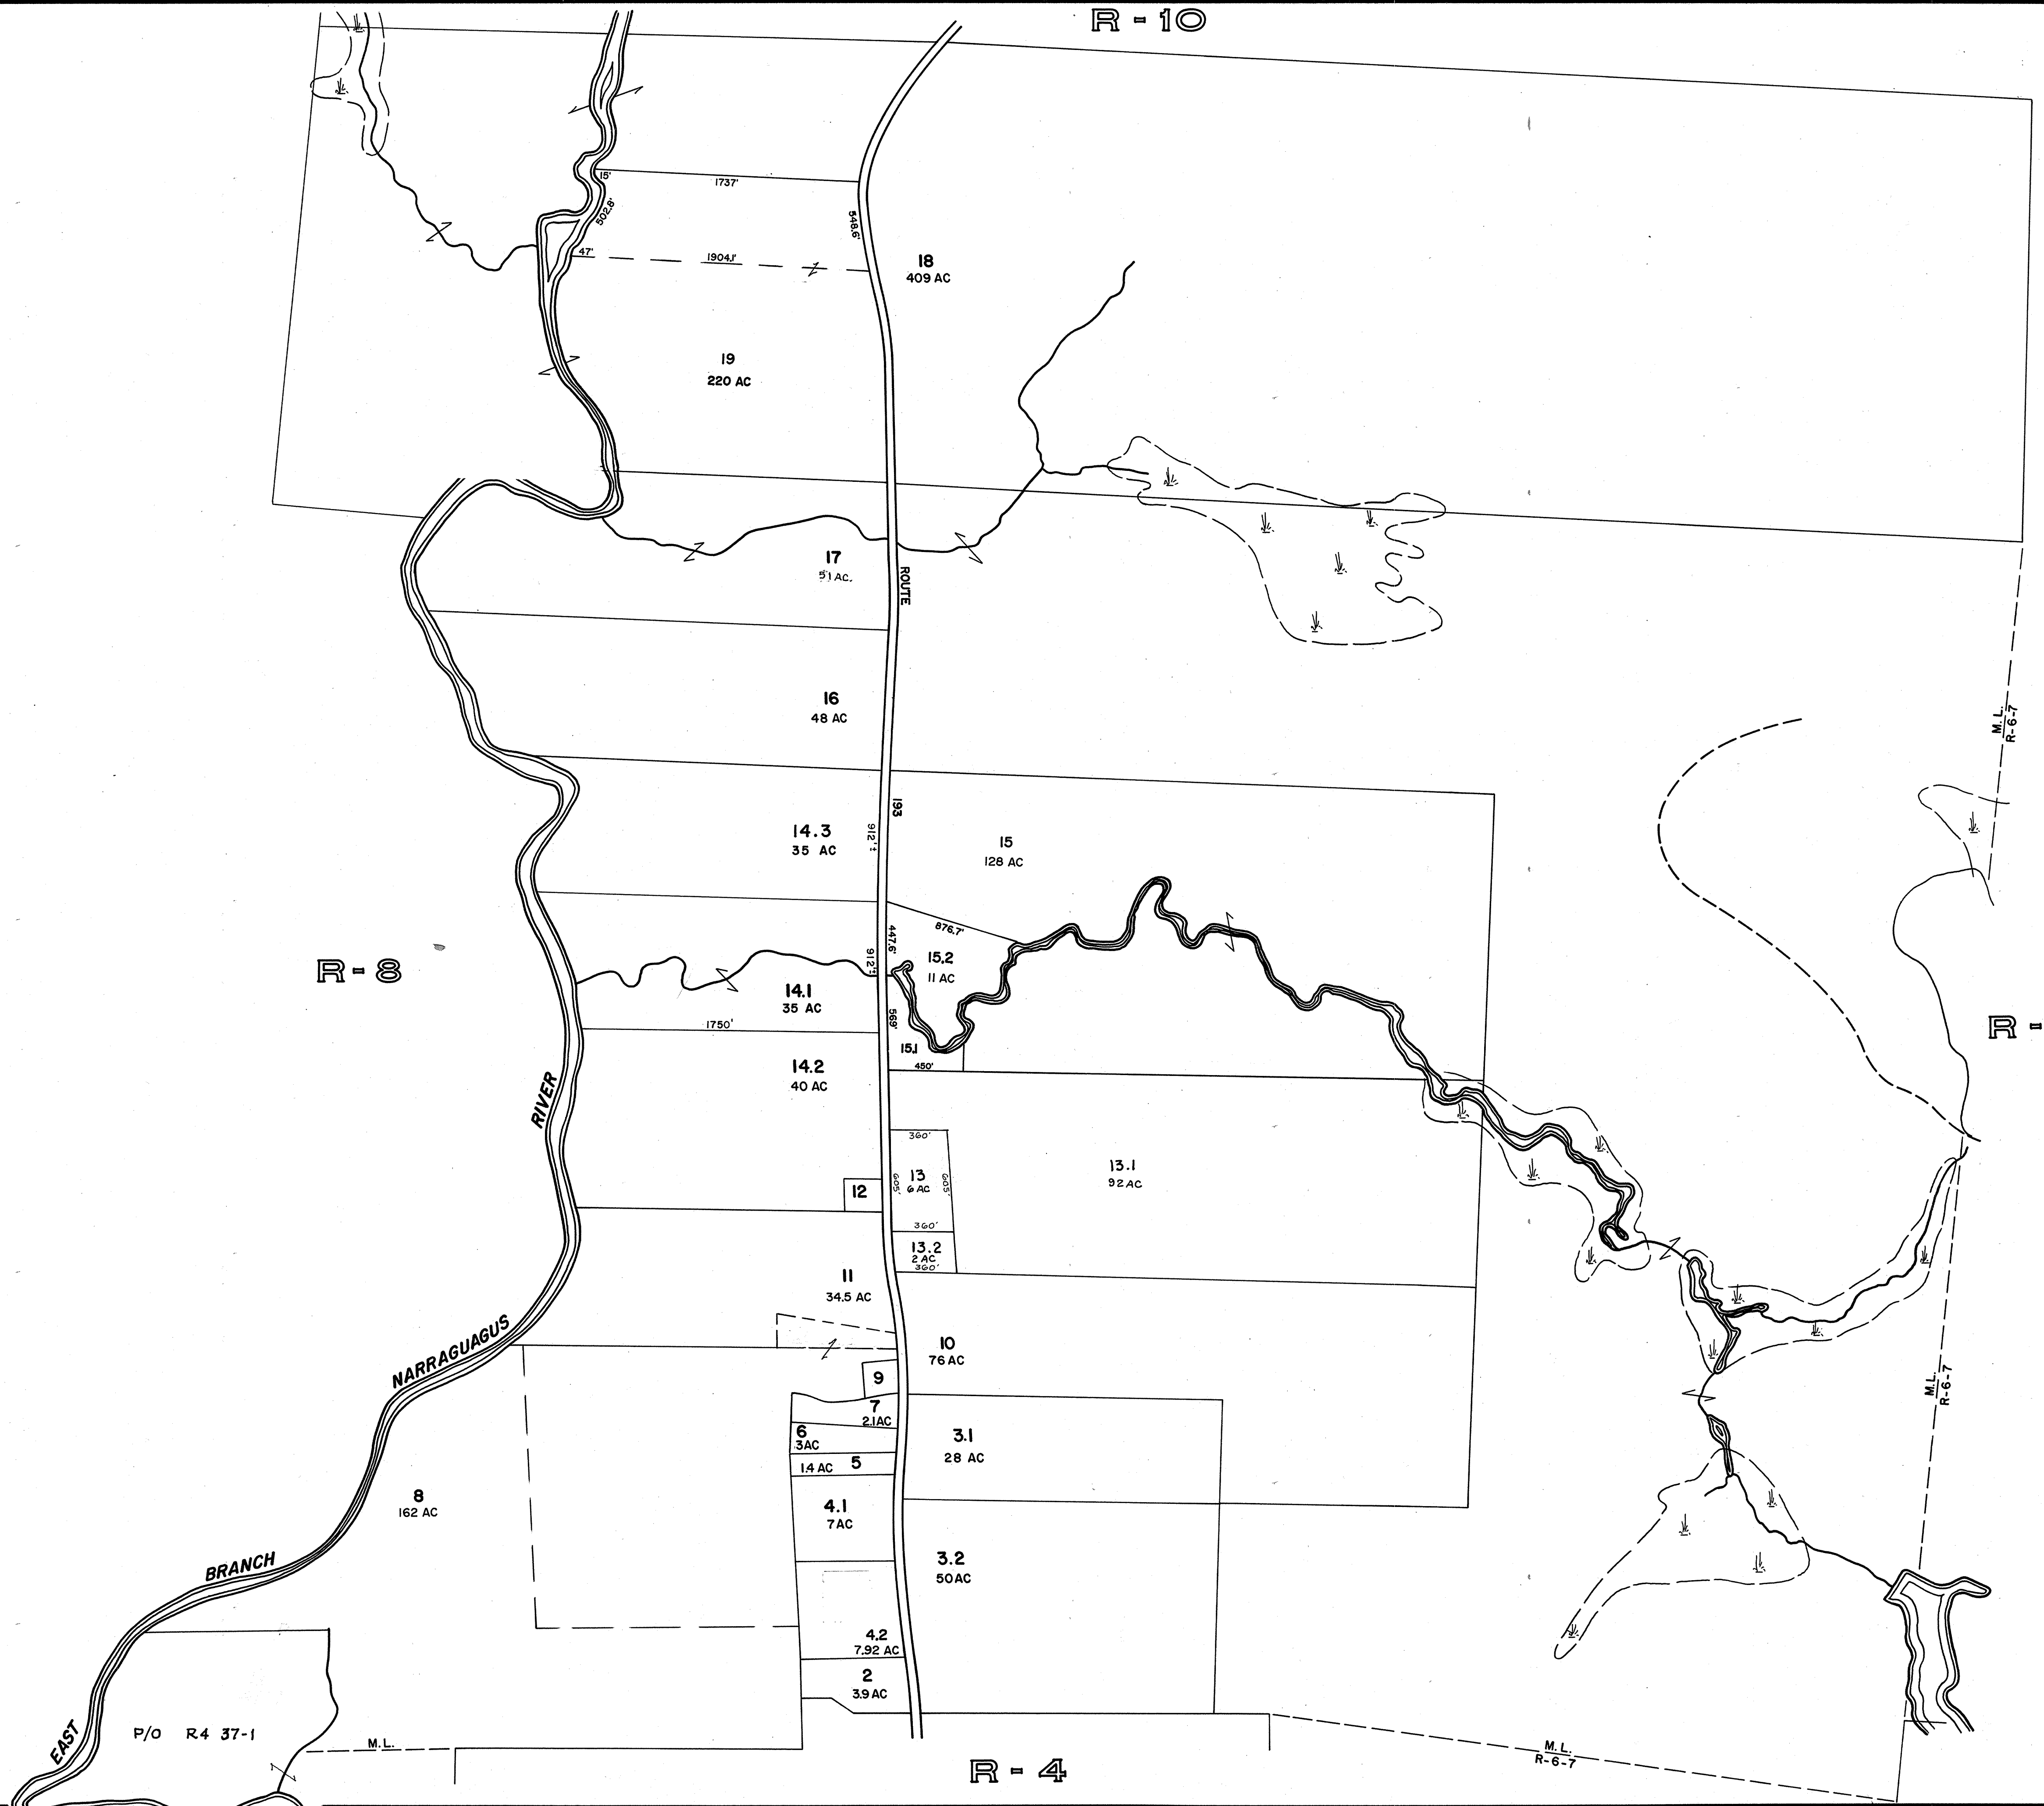 R - 10
15'
1737'
502.8'
548.6'
47'
1904.1'
18
409 AC
19
220 AC
17
51 AC.
ROUTE
16
48 AC
M. L.
R-6-7
193
14.3
35 AC
912'±
15
128 AC
876.7'
447.6'
912'±
15.2
11 AC
R - 8
14.1
35 AC
1750'
569'
15.1
450'
R -
14.2
40 AC
RIVER
360'
13
6 AC
605'
605'
13.1
92 AC
12
360'
13.2
2 AC
360'
11
34.5 AC
NARRAGUAGUS
10
76 AC
9
M.L.
R-6-7
7
2.1 AC
6
.3AC
3.1
28 AC
1.4 AC 5
8
162 AC
4.1
7 AC
BRANCH
3.2
50 AC
4.2
7.92 AC
2
3.9 AC
EAST
P/O R4 37-1
M.L.
M. L.
R-6-7
R - 4